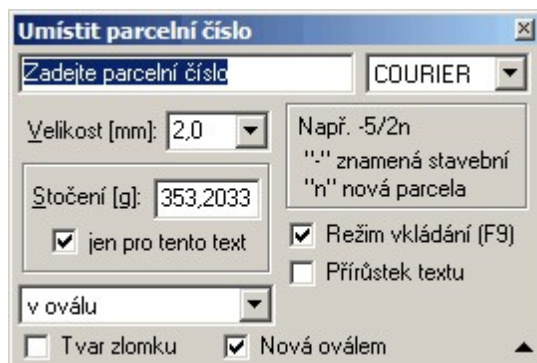 Umístit parcelní číslo
Zadejte parcelní číslo
COURIER
Velikost [mm]: 2,0
Např. -5/2n
"-" znamená stavební
"n" nová parcela
Stočení [g]: 353,2033
jen pro tento text
Režim vkládání (F9)
Přírůstek textu
v oválu
Tvar zlomku
Nová oválem